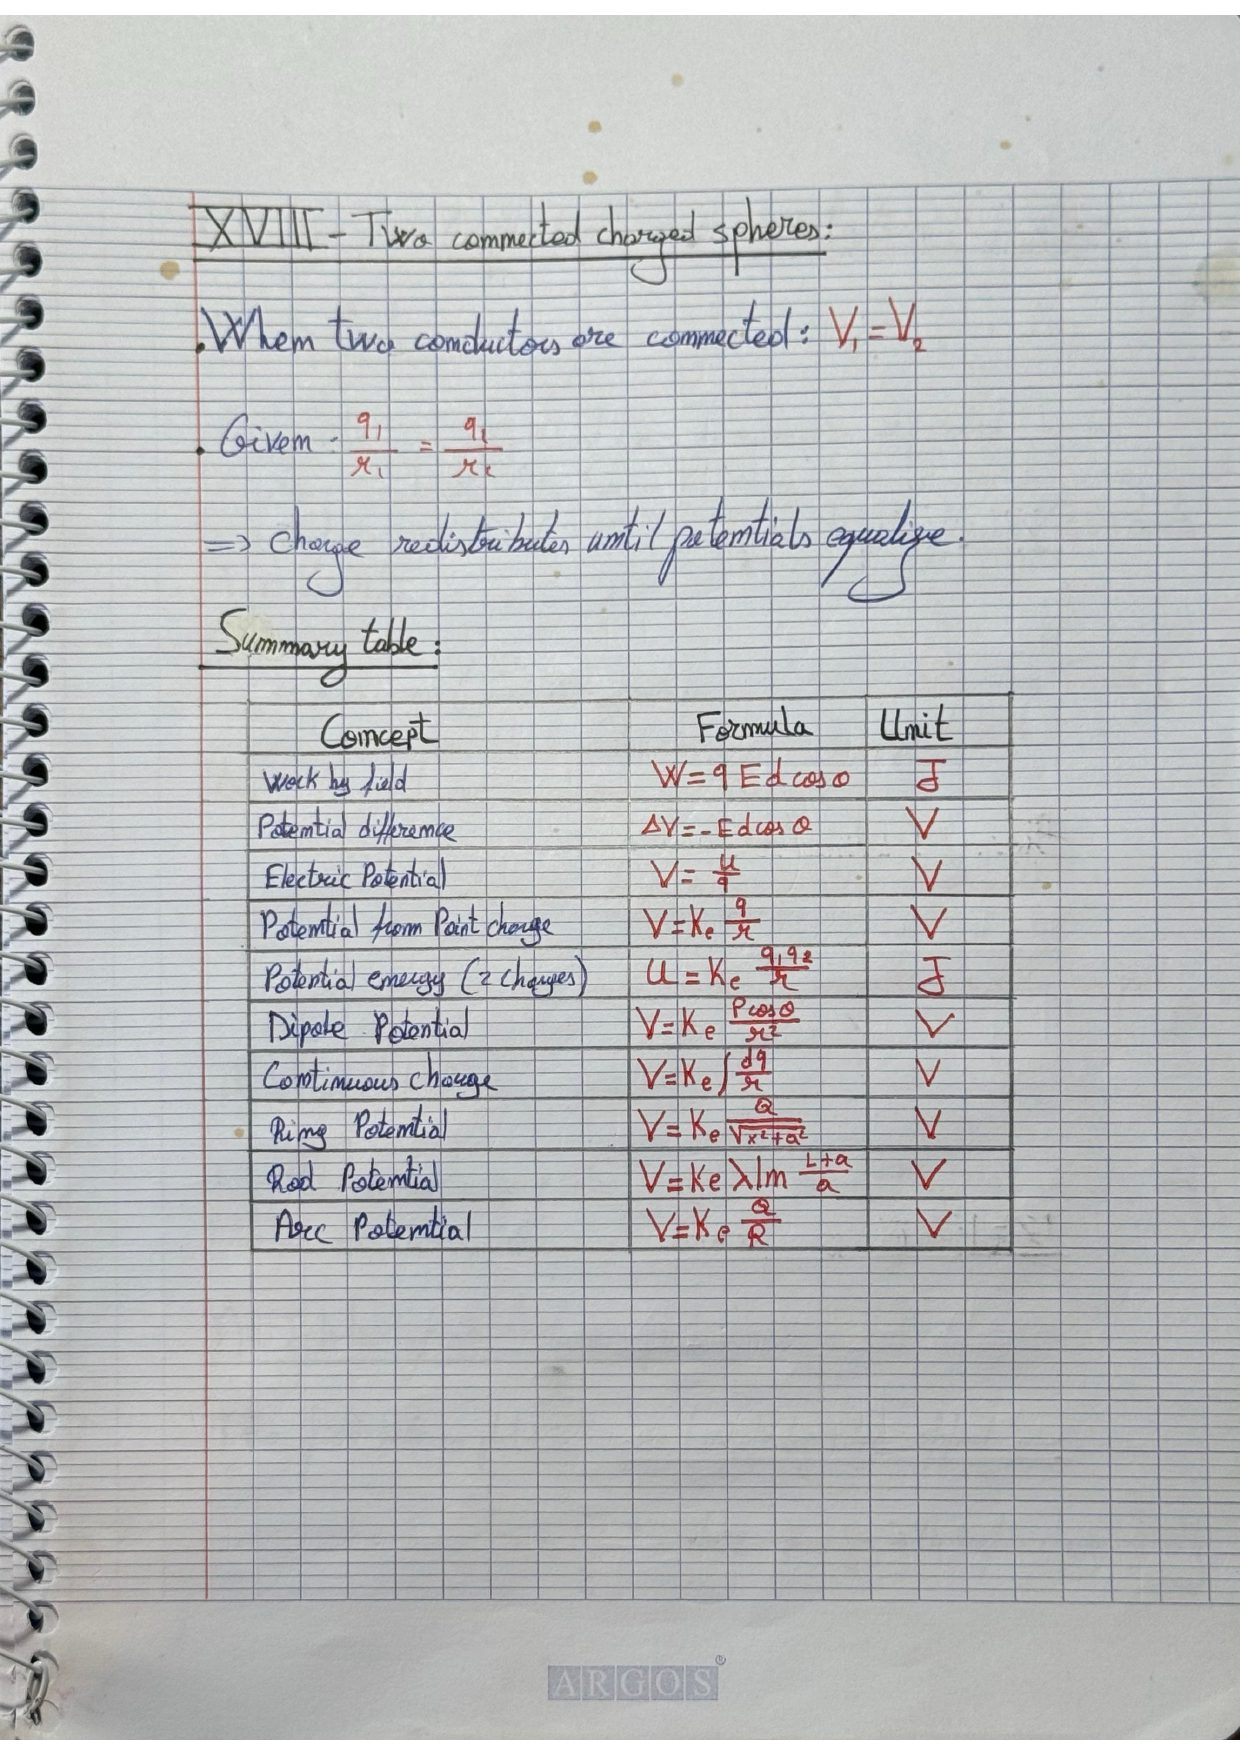 XVIII - Two connected charged spheres:
. When two conductors are connected: V₁ = V₂
. Given: q₁/r₁ = q₂/r₂
=> charge redistributes until potentials equalize.
Summary table:
Concept Formula Unit
Work by field W = q E d cos θ J
Potential difference ΔV = - E d cos θ V
Electric Potential V = U/q V
Potential from Point charge V = Ke q/r V
Potential energy (2 charges) U = Ke q₁q₂/r J
Dipole Potential V = Ke P cos θ/r² V
Continuous charge V = Ke ∫ dq/r V
Ring Potential V = Ke Q/√x²+a² V
Rod Potential V = Ke λ ln L+a/a V
Arc Potential V = Ke Q/R V
ARGOS®